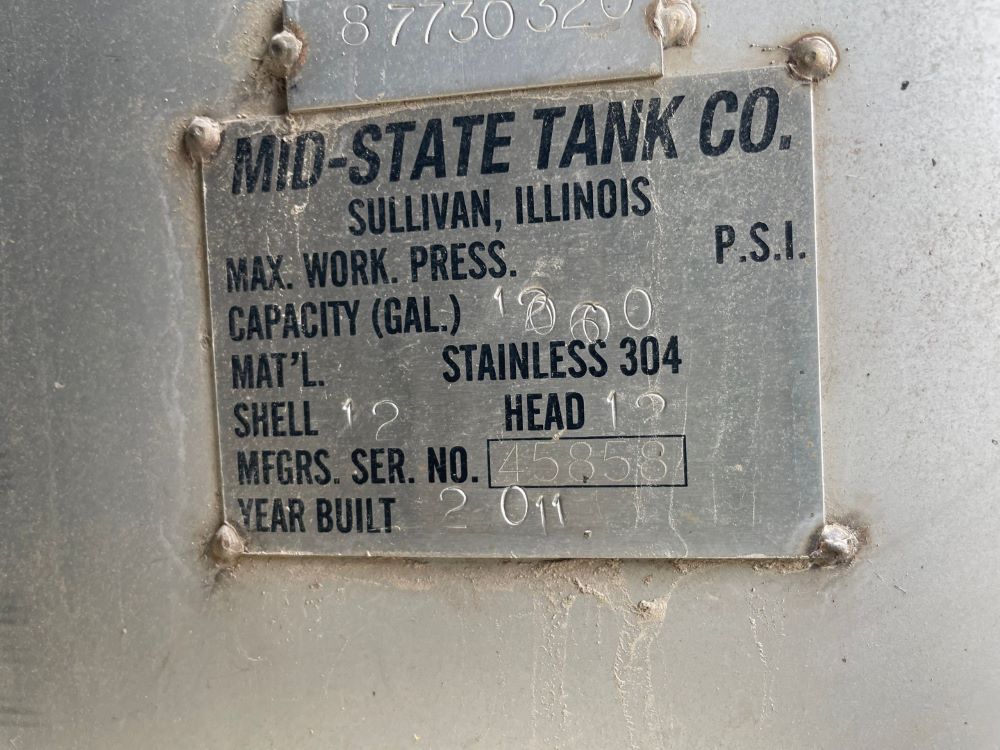 87730320
MID-STATE TANK CO.
SULLIVAN, ILLINOIS
MAX. WORK. PRESS. P.S.I.
CAPACITY (GAL.)
MAT'L. STAINLESS 304
SHELL 12 HEAD 12
MFGRS. SER. NO. 45858
YEAR BUILT 2011